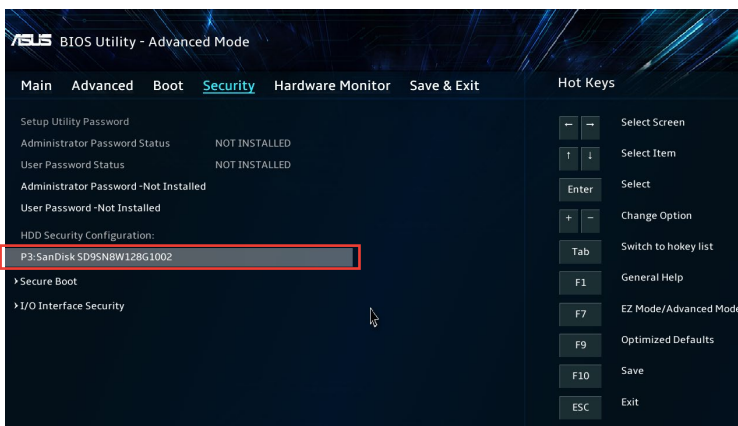 ASUS BIOS Utility - Advanced Mode
Main Advanced Boot Security Hardware Monitor Save & Exit
Setup Utility Password
Administrator Password Status NOT INSTALLED
User Password Status NOT INSTALLED
Administrator Password -Not Installed
User Password -Not Installed
HDD Security Configuration:
P3:SanDisk SD9SN8W128G1002
Secure Boot
I/O Interface Security
Hot Keys
← → Select Screen
↑ ↓ Select Item
Enter Select
+ - Change Option
Tab Switch to hokey list
F1 General Help
F7 EZ Mode/Advanced Mode
F9 Optimized Defaults
F10 Save
ESC Exit